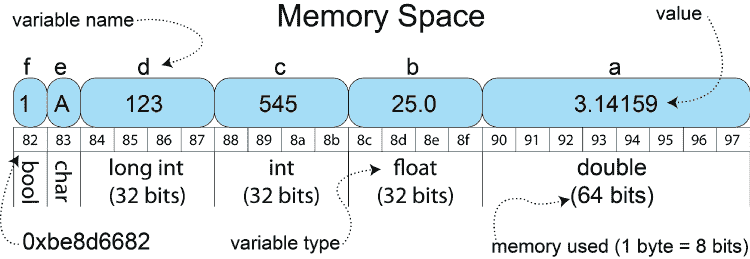 Memory Space
variable name
value
f e d c b a
1 A 123 545 25.0 3.14159
82 83 84 85 86 87 88 89 8a 8b 8c 8d 8e 8f 90 91 92 93 94 95 96 97
bool char long int int float double
(32 bits) (32 bits) (32 bits) (64 bits)
0xbe8d6682 variable type memory used (1 byte = 8 bits)